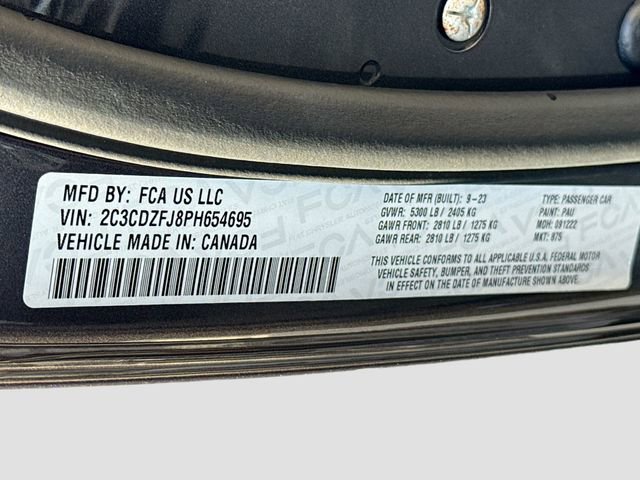 MFD BY: FCA US LLC
VIN: 2C3CDZFJ8PH654695
VEHICLE MADE IN: CANADA
DATE OF MFR (BUILT): 9-23
GVWR: 5300 LB / 2405 KG
GAWR FRONT: 2810 LB / 1275 KG
GAWR REAR: 2810 LB / 1275 KG
TYPE: PASSENGER CAR
PAINT: PAU
MDH: 091222
MKT: 875
THIS VEHICLE CONFORMS TO ALL APPLICABLE U.S.A. FEDERAL MOTOR
VEHICLE SAFETY, BUMPER, AND THEFT PREVENTION STANDARDS
IN EFFECT ON THE DATE OF MANUFACTURE SHOWN ABOVE.